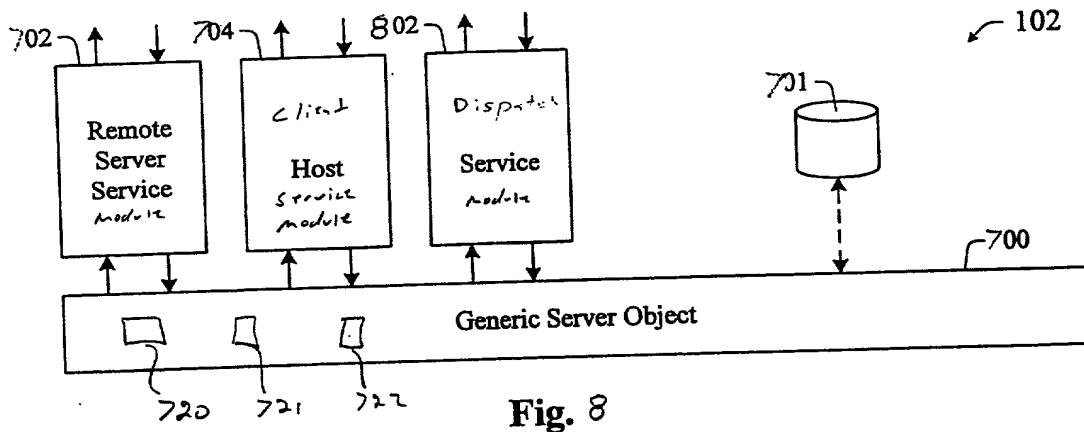 702
704
802
102
701
Remote
Server
Service
module
Client
Host
Service
module
Dispatch
Service
module
700
Generic Server Object
720
721
722
Fig. 8